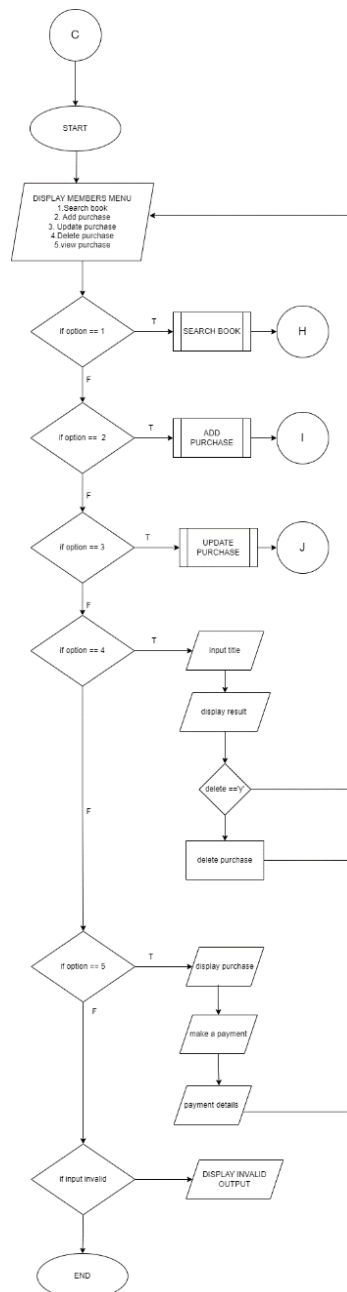 C
START
DISPLAY MEMBERS MENU
1.Search book
2. Add purchase
3. Update purchase
4.Delete purchase
5.view purchase
if option == 1
T
SEARCH BOOK
H
F
if option == 2
T
ADD
PURCHASE
I
F
if option == 3
T
UPDATE
PURCHASE
J
F
if option == 4
T
input title
display result
delete =='y'
F
delete purchase
if option == 5
T
display purchase
F
make a payment
payment details
if input invalid
DISPLAY INVALID
OUTPUT
END